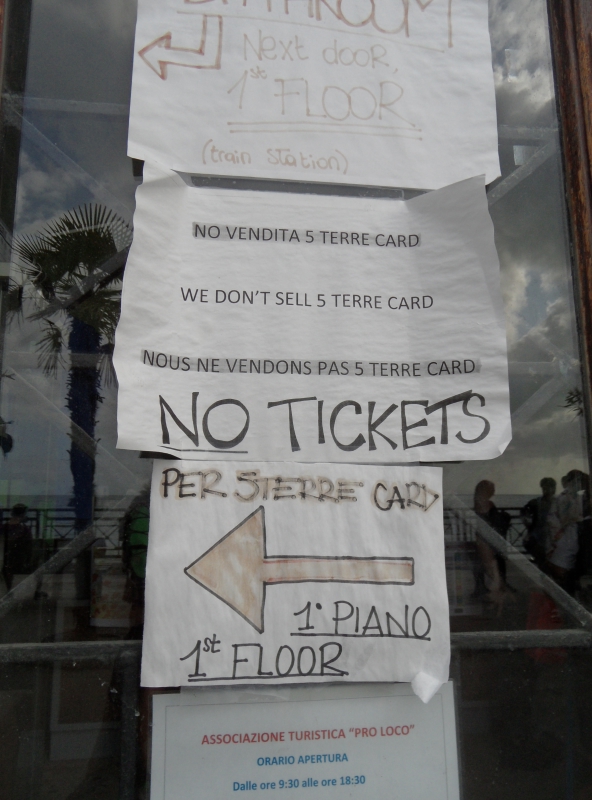 BATHROOM
Next door,
1st FLOOR
(train station)
NO VENDITA 5 TERRE CARD
WE DON'T SELL 5 TERRE CARD
NOUS NE VENDONS PAS 5 TERRE CARD
NO TICKETS
PER 5TERRE CARD
1° PIANO
1st FLOOR
ASSOCIAZIONE TURISTICA "PRO LOCO"
ORARIO APERTURA
Dalle ore 9:30 alle ore 18:30